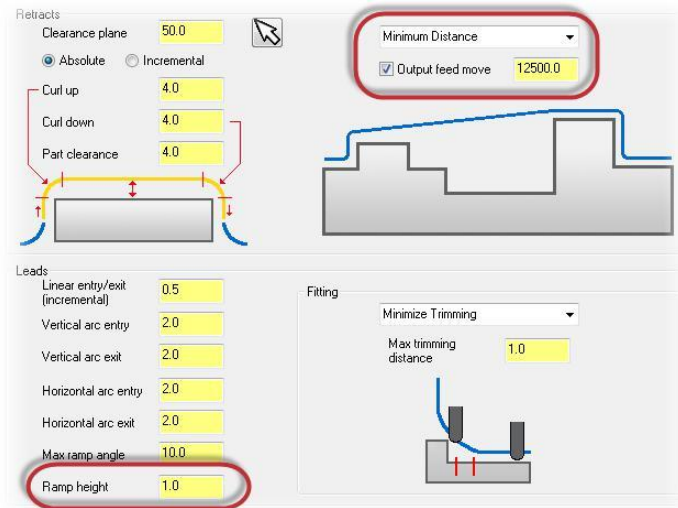 Retracts
Clearance plane 50.0
Absolute Incremental
Curl up 4.0
Curl down 4.0
Part clearance 4.0
Minimum Distance
Output feed move 12500.0
Leads
Linear entry/exit (incremental) 0.5
Vertical arc entry 2.0
Vertical arc exit 2.0
Horizontal arc entry 2.0
Horizontal arc exit 2.0
Max ramp angle 10.0
Ramp height 1.0
Fitting
Minimize Trimming
Max trimming distance 1.0